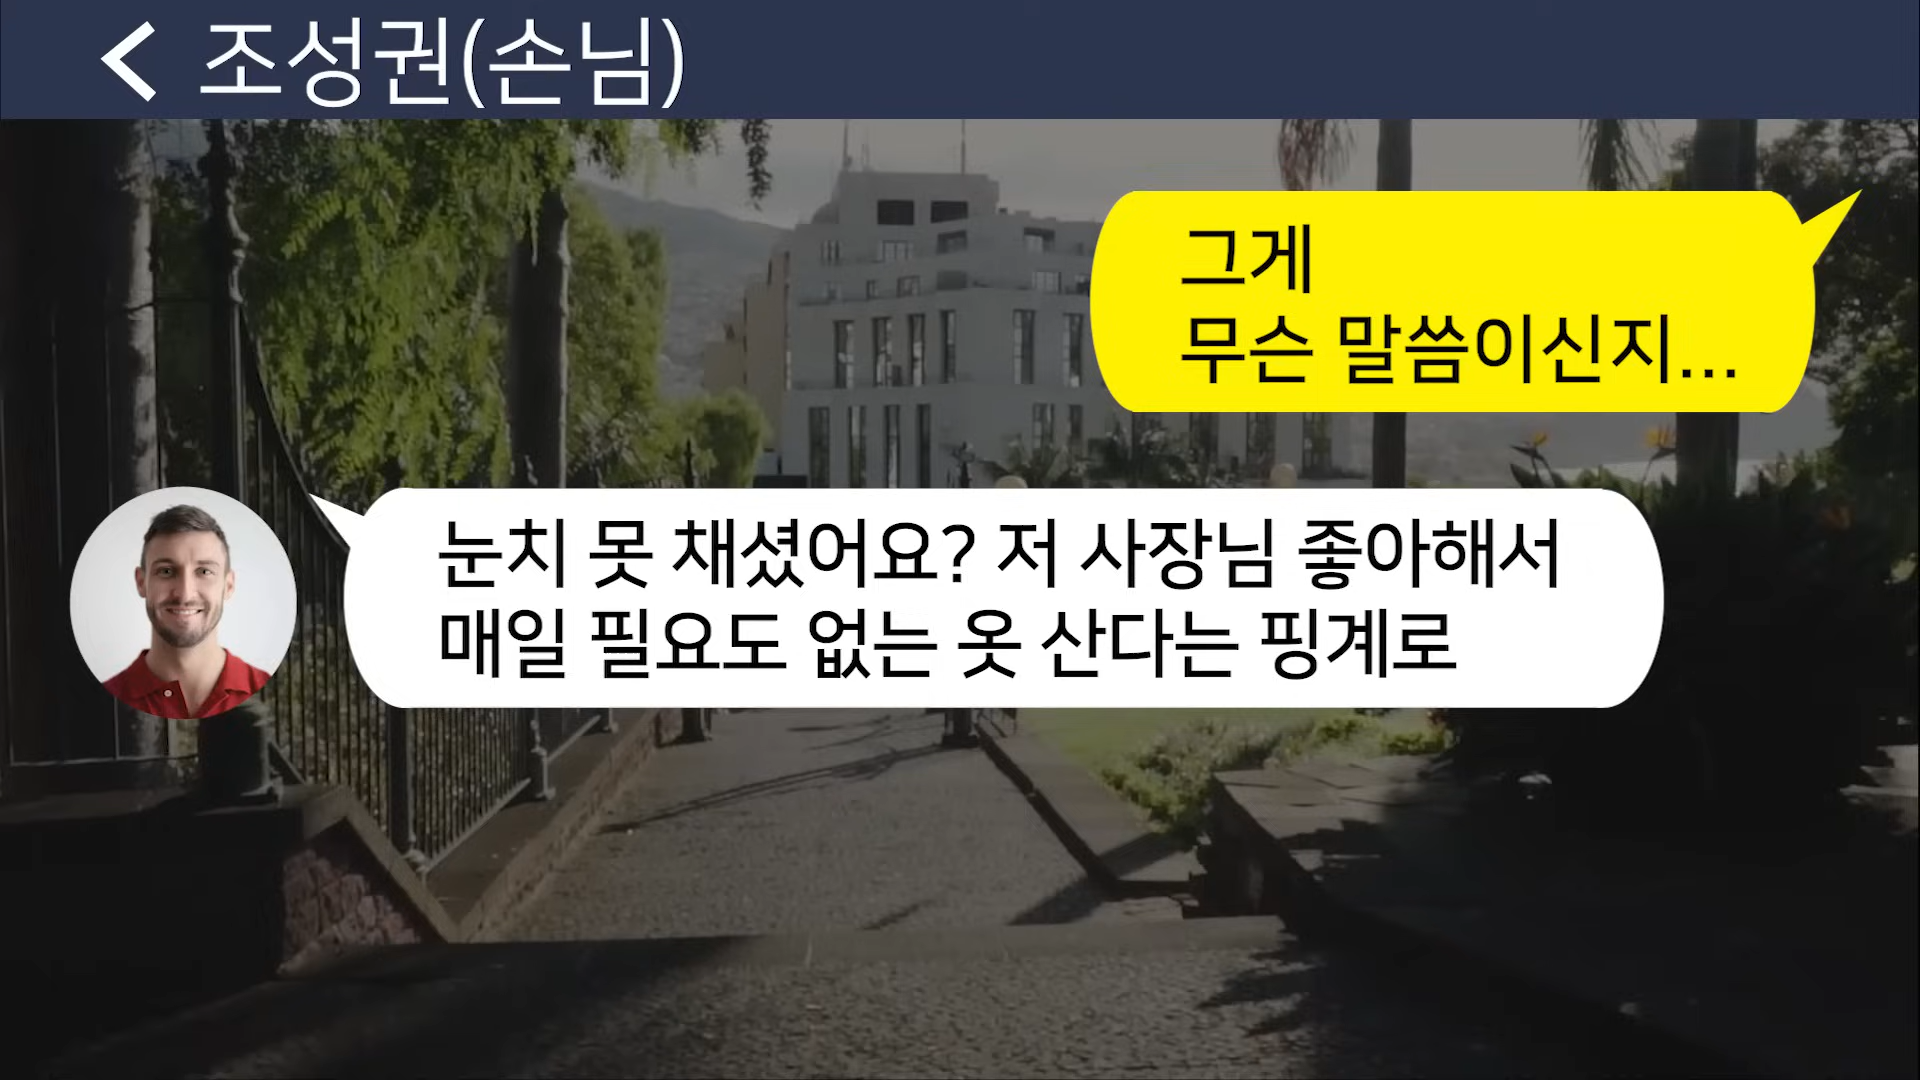 조성권(손님)
그게
무슨 말씀이신지...
눈치 못 채셨어요? 저 사장님 좋아해서
매일 필요도 없는 옷 산다는 핑계로